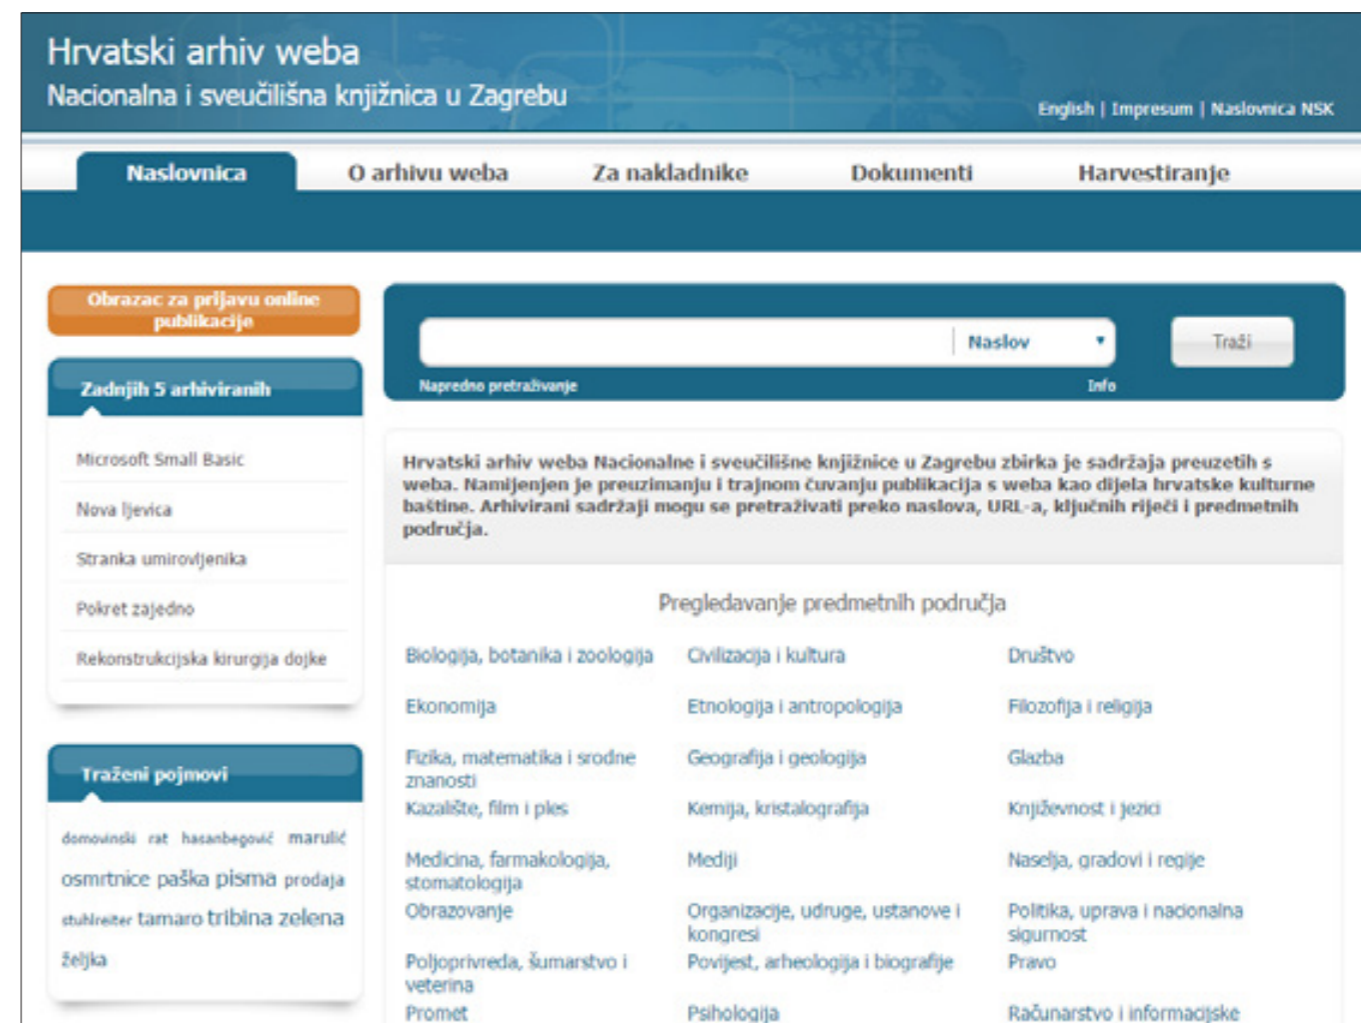 Hrvatski arhiv weba
Nacionalna i sveučilišna knjižnica u Zagrebu
English | Impresum | Naslovnica NSK
Naslovnica
O arhivu weba
Za nakladnike
Dokumenti
Harvestiranje
Obrazac za prijavu online
publikacije
Zadnjih 5 arhiviranih
Microsoft Small Basic
Nova ljevica
Stranka umirovljenika
Pokret zajedno
Rekonstrukcijska kirurgija dojke
Traženi pojmovi
domovinski rat hasanbegović marulić
osmrtnice paška pisma prodaja
stuhlreiter tamaro tribina zelena
željka
Naslov
Traži
Napredno pretraživanje
Info
Hrvatski arhiv weba Nacionalne i sveučilišne knjižnice u Zagrebu zbirka je sadržaja preuzetih s
weba. Namijenjen je preuzimanju i trajnom čuvanju publikacija s weba kao dijela hrvatske kulturne
baštine. Arhivirani sadržaji mogu se pretraživati preko naslova, URL-a, ključnih riječi i predmetnih
područja.
Pregledavanje predmetnih područja
Biologija, botanika i zoologija
Civilizacija i kultura
Društvo
Ekonomija
Etnologija i antropologija
Filozofija i religija
Fizika, matematika i srodne
znanosti
Geografija i geologija
Glazba
Kazalište, film i ples
Kemija, kristalografija
Književnost i jezici
Medicina, farmakologija,
stomatologija
Mediji
Naselja, gradovi i regije
Obrazovanje
Organizacije, udruge, ustanove i
kongresi
Politika, uprava i nacionalna
sigurnost
Poljoprivreda, šumarstvo i
veterina
Povijest, arheologija i biografije
Pravo
Promet
Psihologija
Računarstvo i informacijske